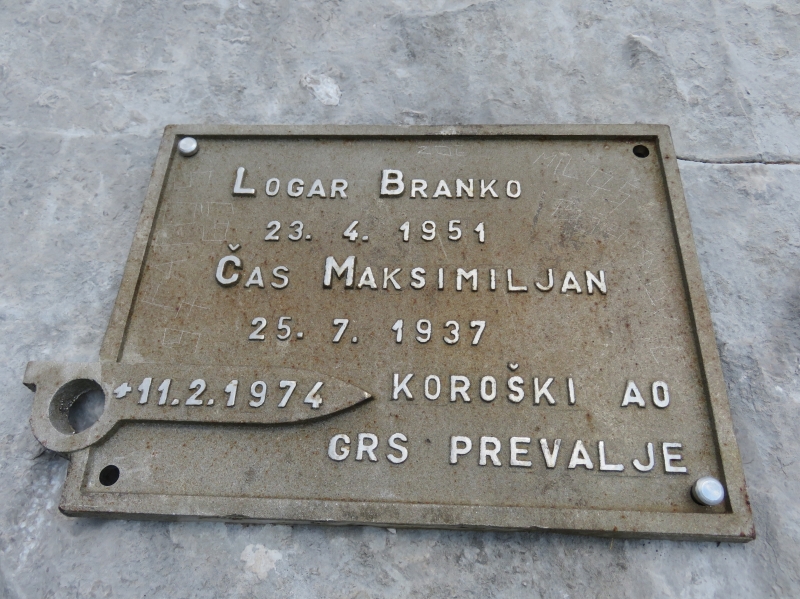 LOGAR BRANKO
23. 4. 1951
ČAS MAKSIMILJAN
25. 7. 1937
+11.2.1974
KOROŠKI AO
GRS PREVALJE